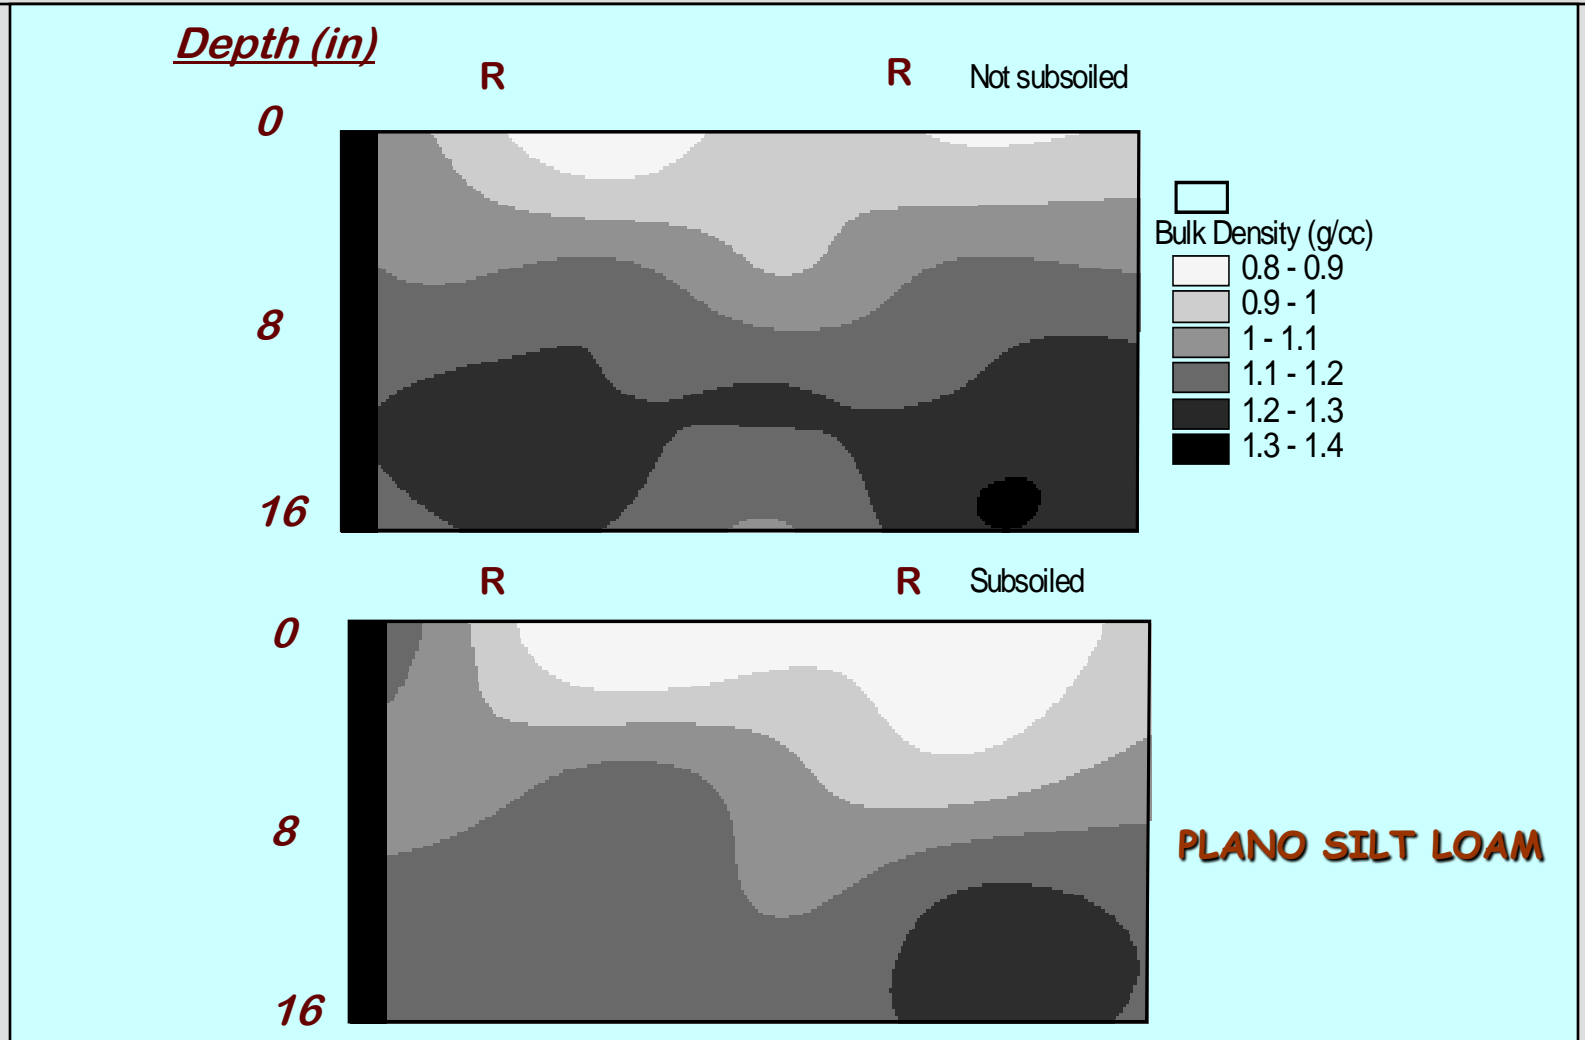 Depth (in)
R
R
Not subsoiled
0
8
16
Bulk Density (g/cc)
0.8 - 0.9
0.9 - 1
1 - 1.1
1.1 - 1.2
1.2 - 1.3
1.3 - 1.4
R
R
Subsoiled
0
8
16
PLANO SILT LOAM